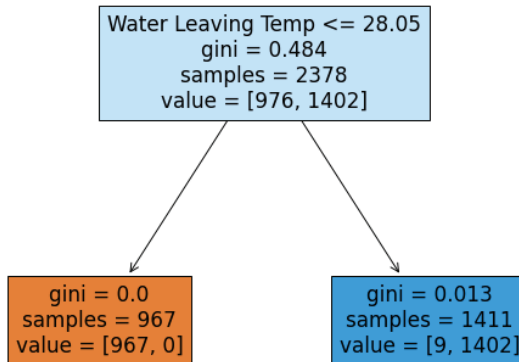 Water Leaving Temp <= 28.05
gini = 0.484
samples = 2378
value = [976, 1402]
gini = 0.0
samples = 967
value = [967, 0]
gini = 0.013
samples = 1411
value = [9, 1402]